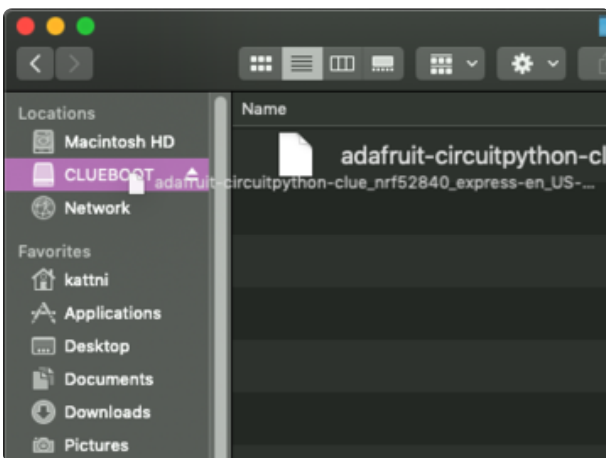 Locations
Name
Macintosh HD
adafruit-circuitpython-cl
CLUEBOOT
adafruit-circuitpython-clue_nrf52840_express-en_US-...
Network
Favorites
kattni
Applications
Desktop
Documents
Downloads
Pictures